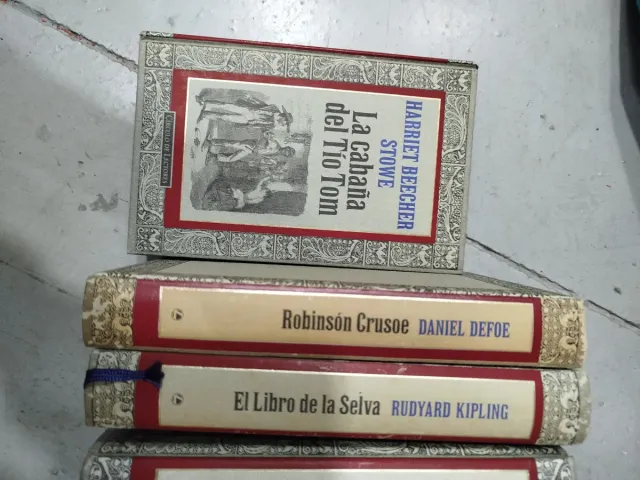 HARRIET BEECHER
STOWE
La cabaña
del Tío Tom
Robinsón Crusoe DANIEL DEFOE
El Libro de la Selva RUDYARD KIPLING